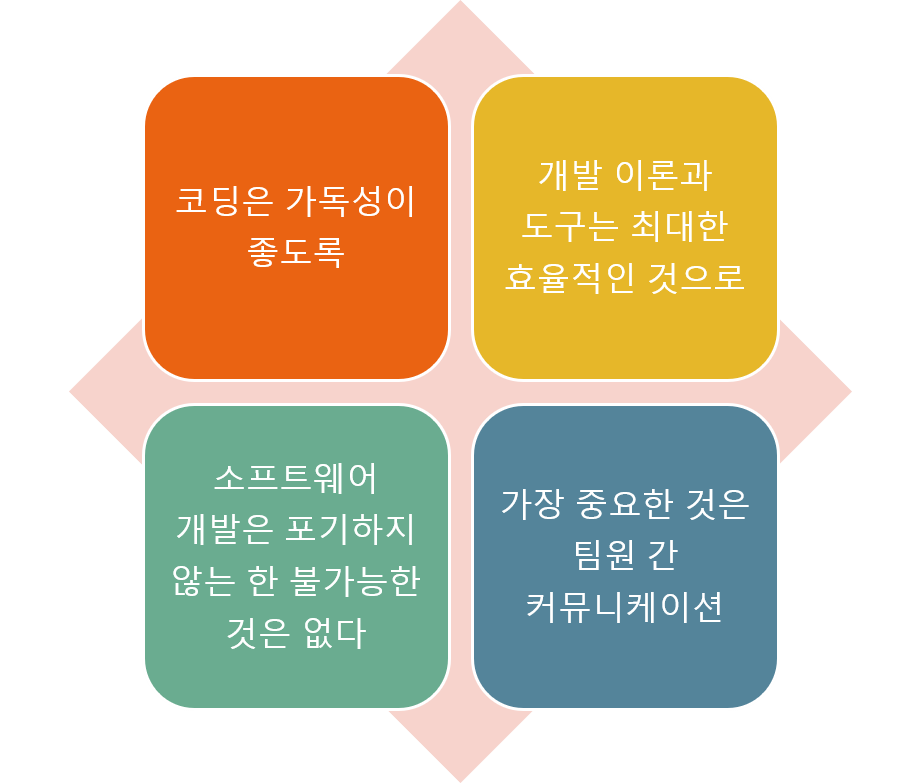 코딩은 가독성이
좋도록
개발 이론과
도구는 최대한
효율적인 것으로
소프트웨어
개발은 포기하지
않는 한 불가능한
것은 없다
가장 중요한 것은
팀원 간
커뮤니케이션